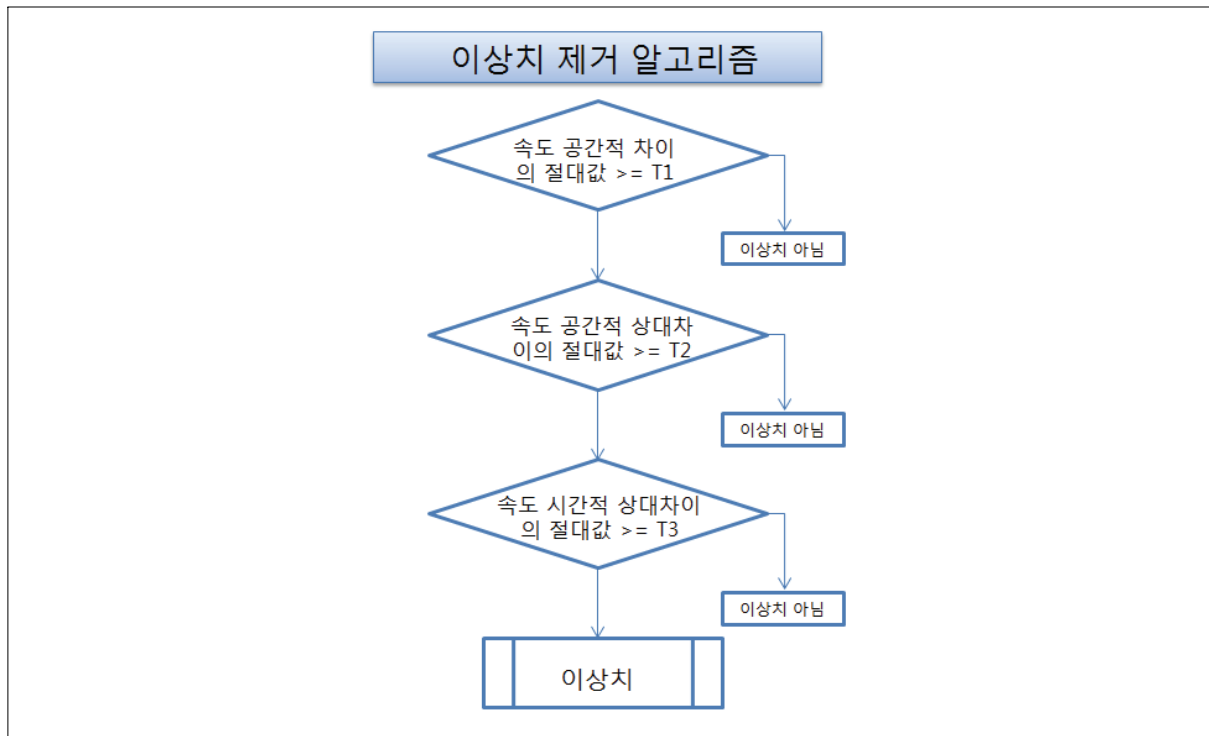 이상치 제거 알고리즘
속도 공간적 차이
의 절대값 >= T1
이상치 아님
속도 공간적 상대차
이의 절대값 >= T2
이상치 아님
속도 시간적 상대차이
의 절대값 >= T3
이상치 아님
이상치